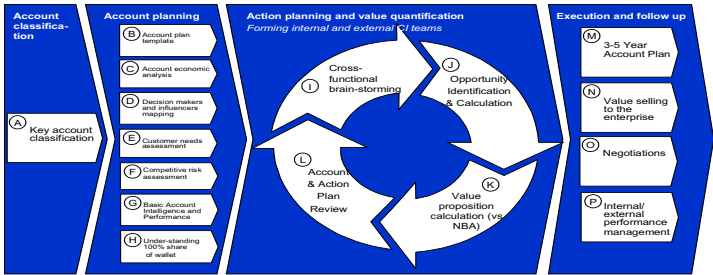 Account
classifica-
tion
A
Key account
classification
Account planning
B
Account plan
template
C
Account economic
analysis
D
Decision makers
and influencers
mapping
E
Customer needs
assessment
F
Competitive risk
assessment
G
Basic Account
Intelligence and
Performance
H
Under-standing
100% share
of wallet
Action planning and value quantification
Forming internal and external CI teams
I
Cross-
functional
brain-storming
J
Opportunity
Identification
& Calculation
K
Value
proposition
calculation (vs
NBA)
L
Account
& Action
Plan
Review
Execution and follow up
M
3-5 Year
Account Plan
N
Value selling
to the
enterprise
O
Negotiations
P
Internal/
external
performance
management